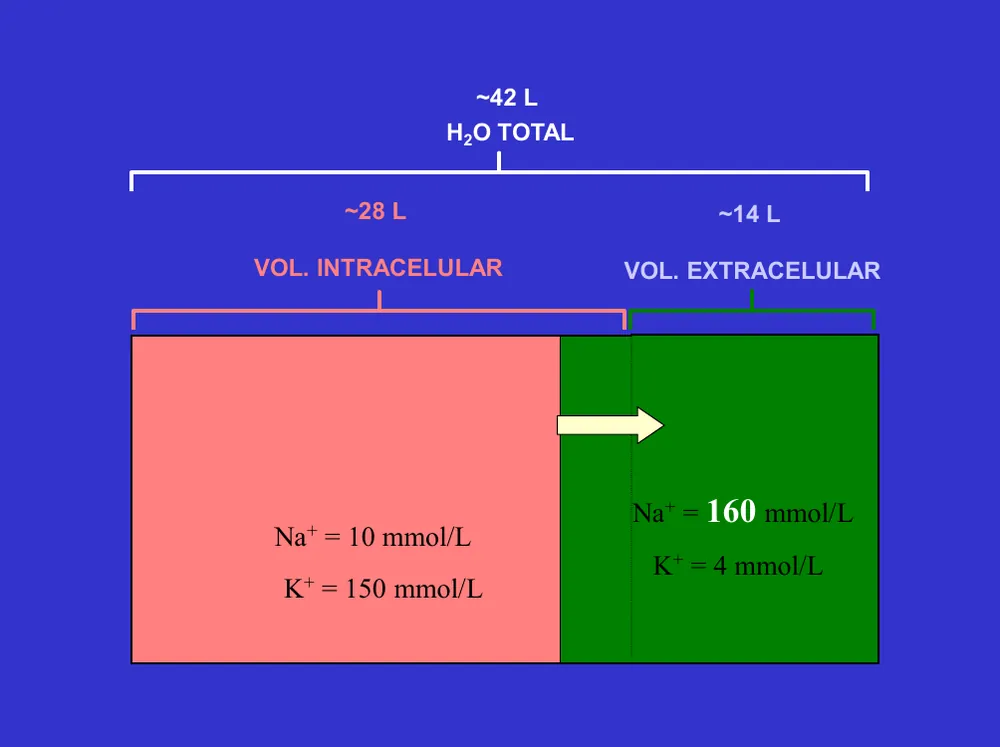 ~42 L
H₂O TOTAL
~28 L
~14 L
VOL. INTRACELULAR
VOL. EXTRACELULAR
Na⁺ = 160 mmol/L
Na⁺ = 10 mmol/L
K⁺ = 4 mmol/L
K⁺ = 150 mmol/L